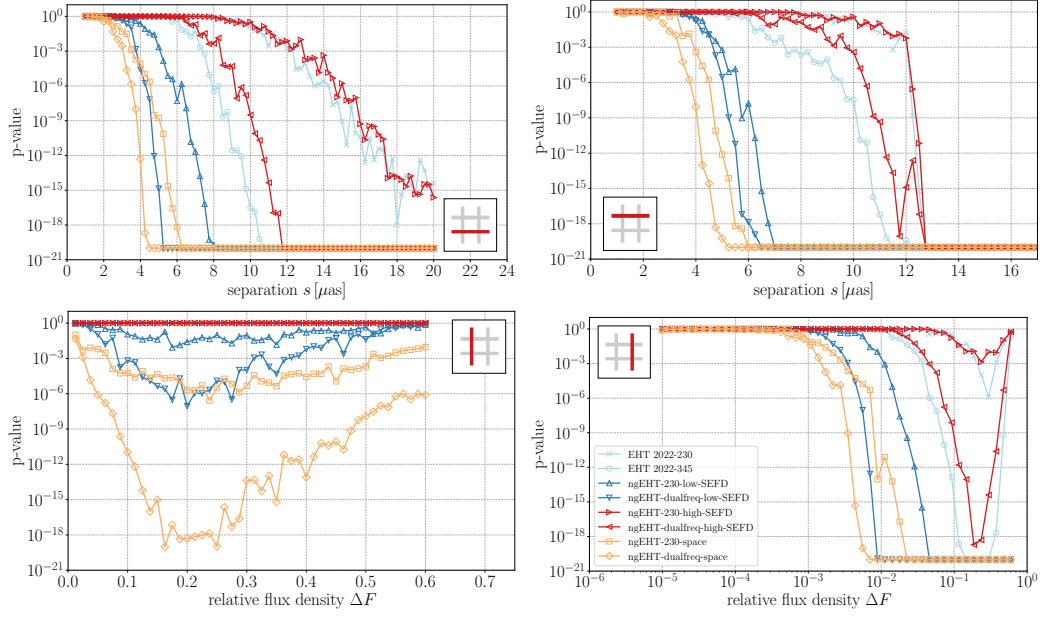 10^0
10^-3
10^-6
10^-9
10^-12
10^-15
10^-18
10^-21
p-value
0 2 4 6 8 10 12 14 16 18 20 22 24
separation s [μas]
10^0
10^-3
10^-6
10^-9
10^-12
10^-15
10^-18
10^-21
p-value
0 2 4 6 8 10 12 14 16
separation s [μas]
10^0
10^-3
10^-6
10^-9
10^-12
10^-15
10^-18
10^-21
p-value
0.0 0.1 0.2 0.3 0.4 0.5 0.6 0.7
relative flux density ΔF
10^0
10^-3
10^-6
10^-9
10^-12
10^-15
10^-18
10^-21
p-value
EHT 2022-230
EHT 2022-345
ngEHT-230-low-SEFD
ngEHT-dualfreq-low-SEFD
ngEHT-230-high-SEFD
ngEHT-dualfreq-high-SEFD
ngEHT-230-space
ngEHT-dualfreq-space
10^-6 10^-5 10^-4 10^-3 10^-2 10^-1 10^0
relative flux density ΔF